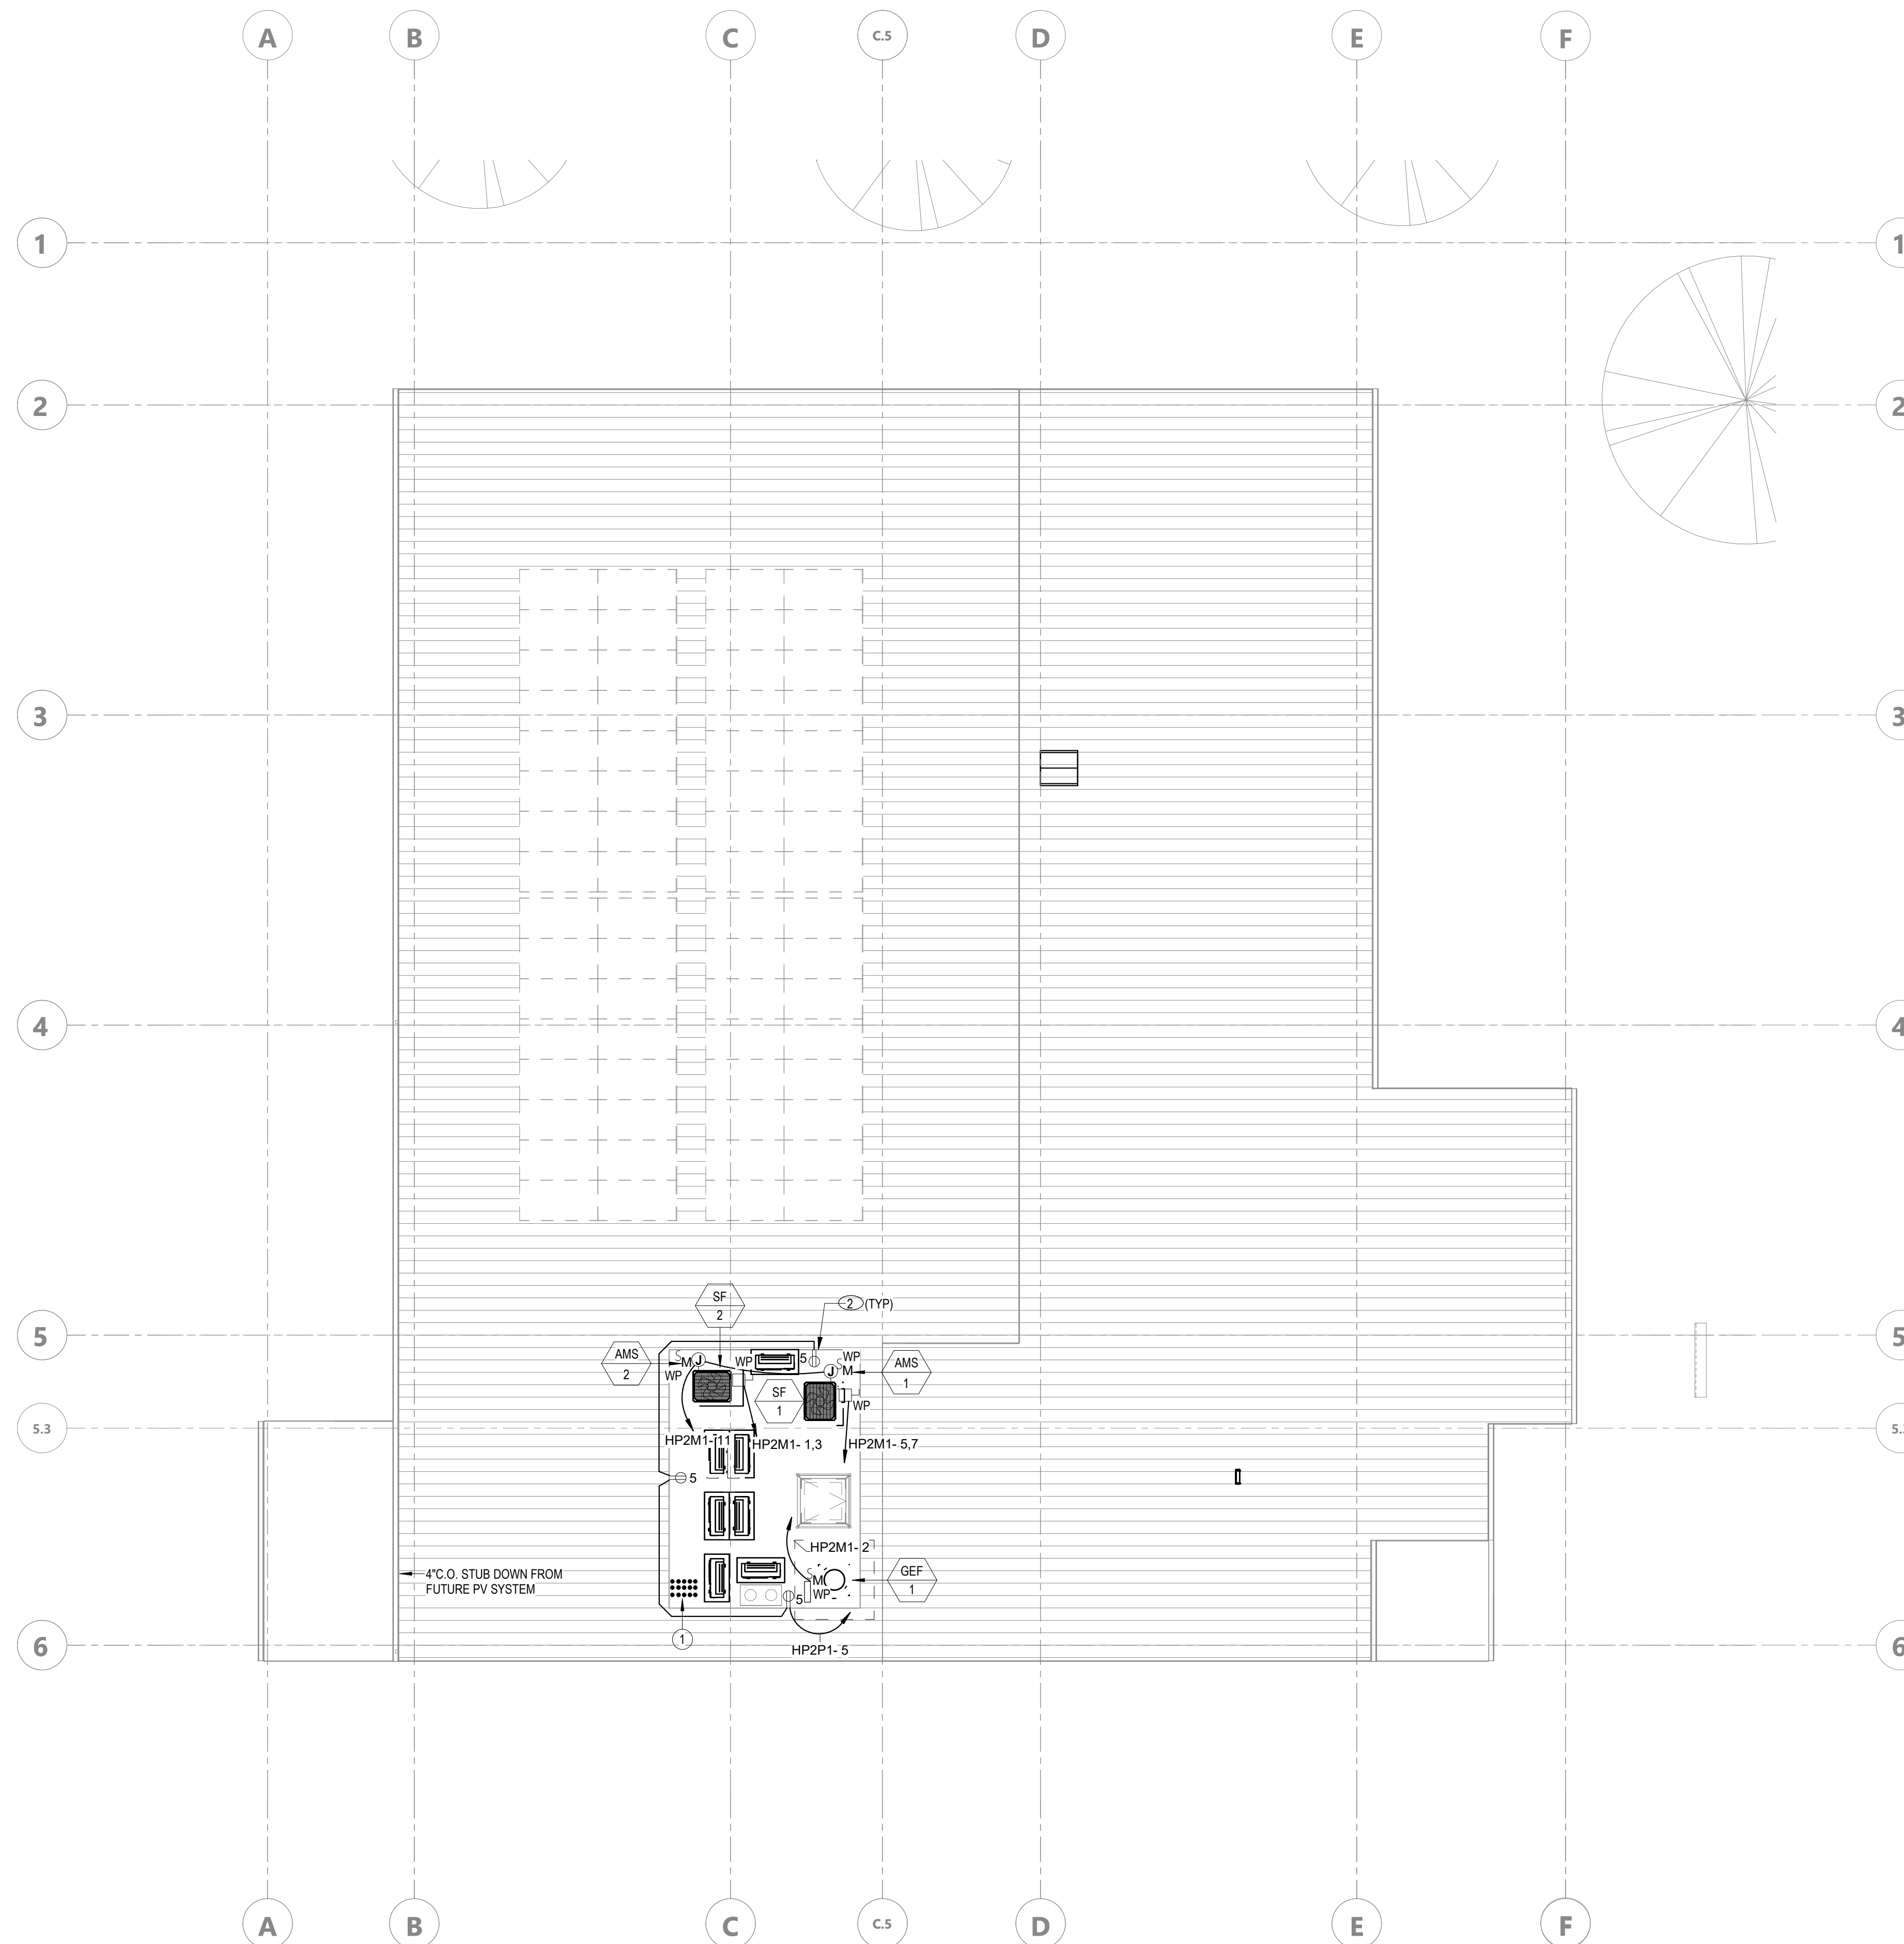 A B C C.5 D E F
1 1
2 2
3 3
4 4
SF
2
2 (TYP)
5 5
AMS
2
S
M J
WP
WP
5
WP
J S
M
AMS
1
SF
1
WP
5.3
HP2M1- 11
HP2M1- 1,3
HP2M1- 5,7
5
HP2M1- 2
4"C.O. STUB DOWN FROM
FUTURE PV SYSTEM
S
M
WP
GEF
1
5
1
6 6
HP2P1- 5
A B C C.5 D E F